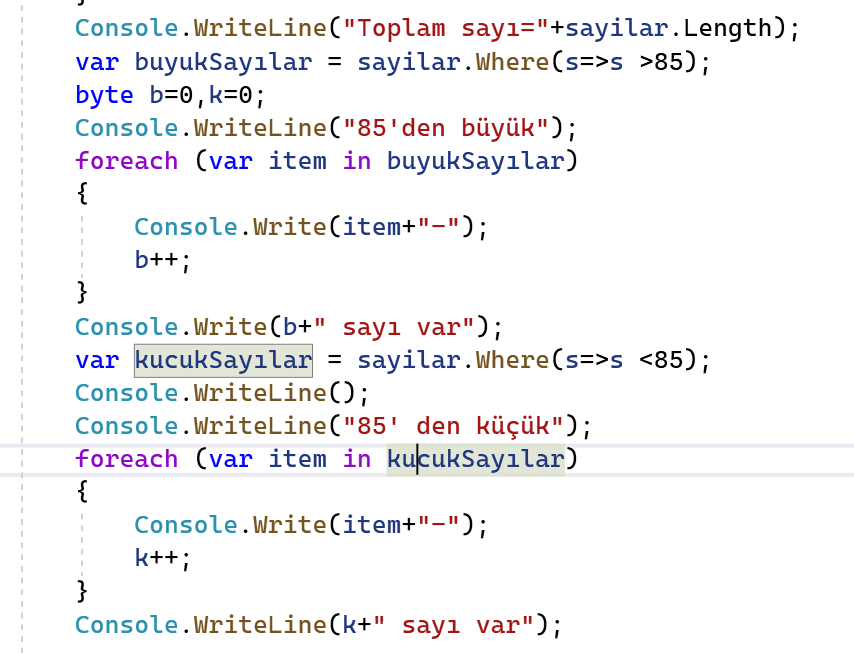 }
Console.WriteLine("Toplam sayı="+sayilar.Length);
var buyukSayılar = sayilar.Where(s=>s >85);
byte b=0,k=0;
Console.WriteLine("85'den büyük");
foreach (var item in buyukSayılar)
{
Console.Write(item+"-");
b++;
}
Console.Write(b+" sayı var");
var kucukSayılar = sayilar.Where(s=>s <85);
Console.WriteLine();
Console.WriteLine("85' den küçük");
foreach (var item in kucukSayılar)
{
Console.Write(item+"-");
k++;
}
Console.WriteLine(k+" sayı var");